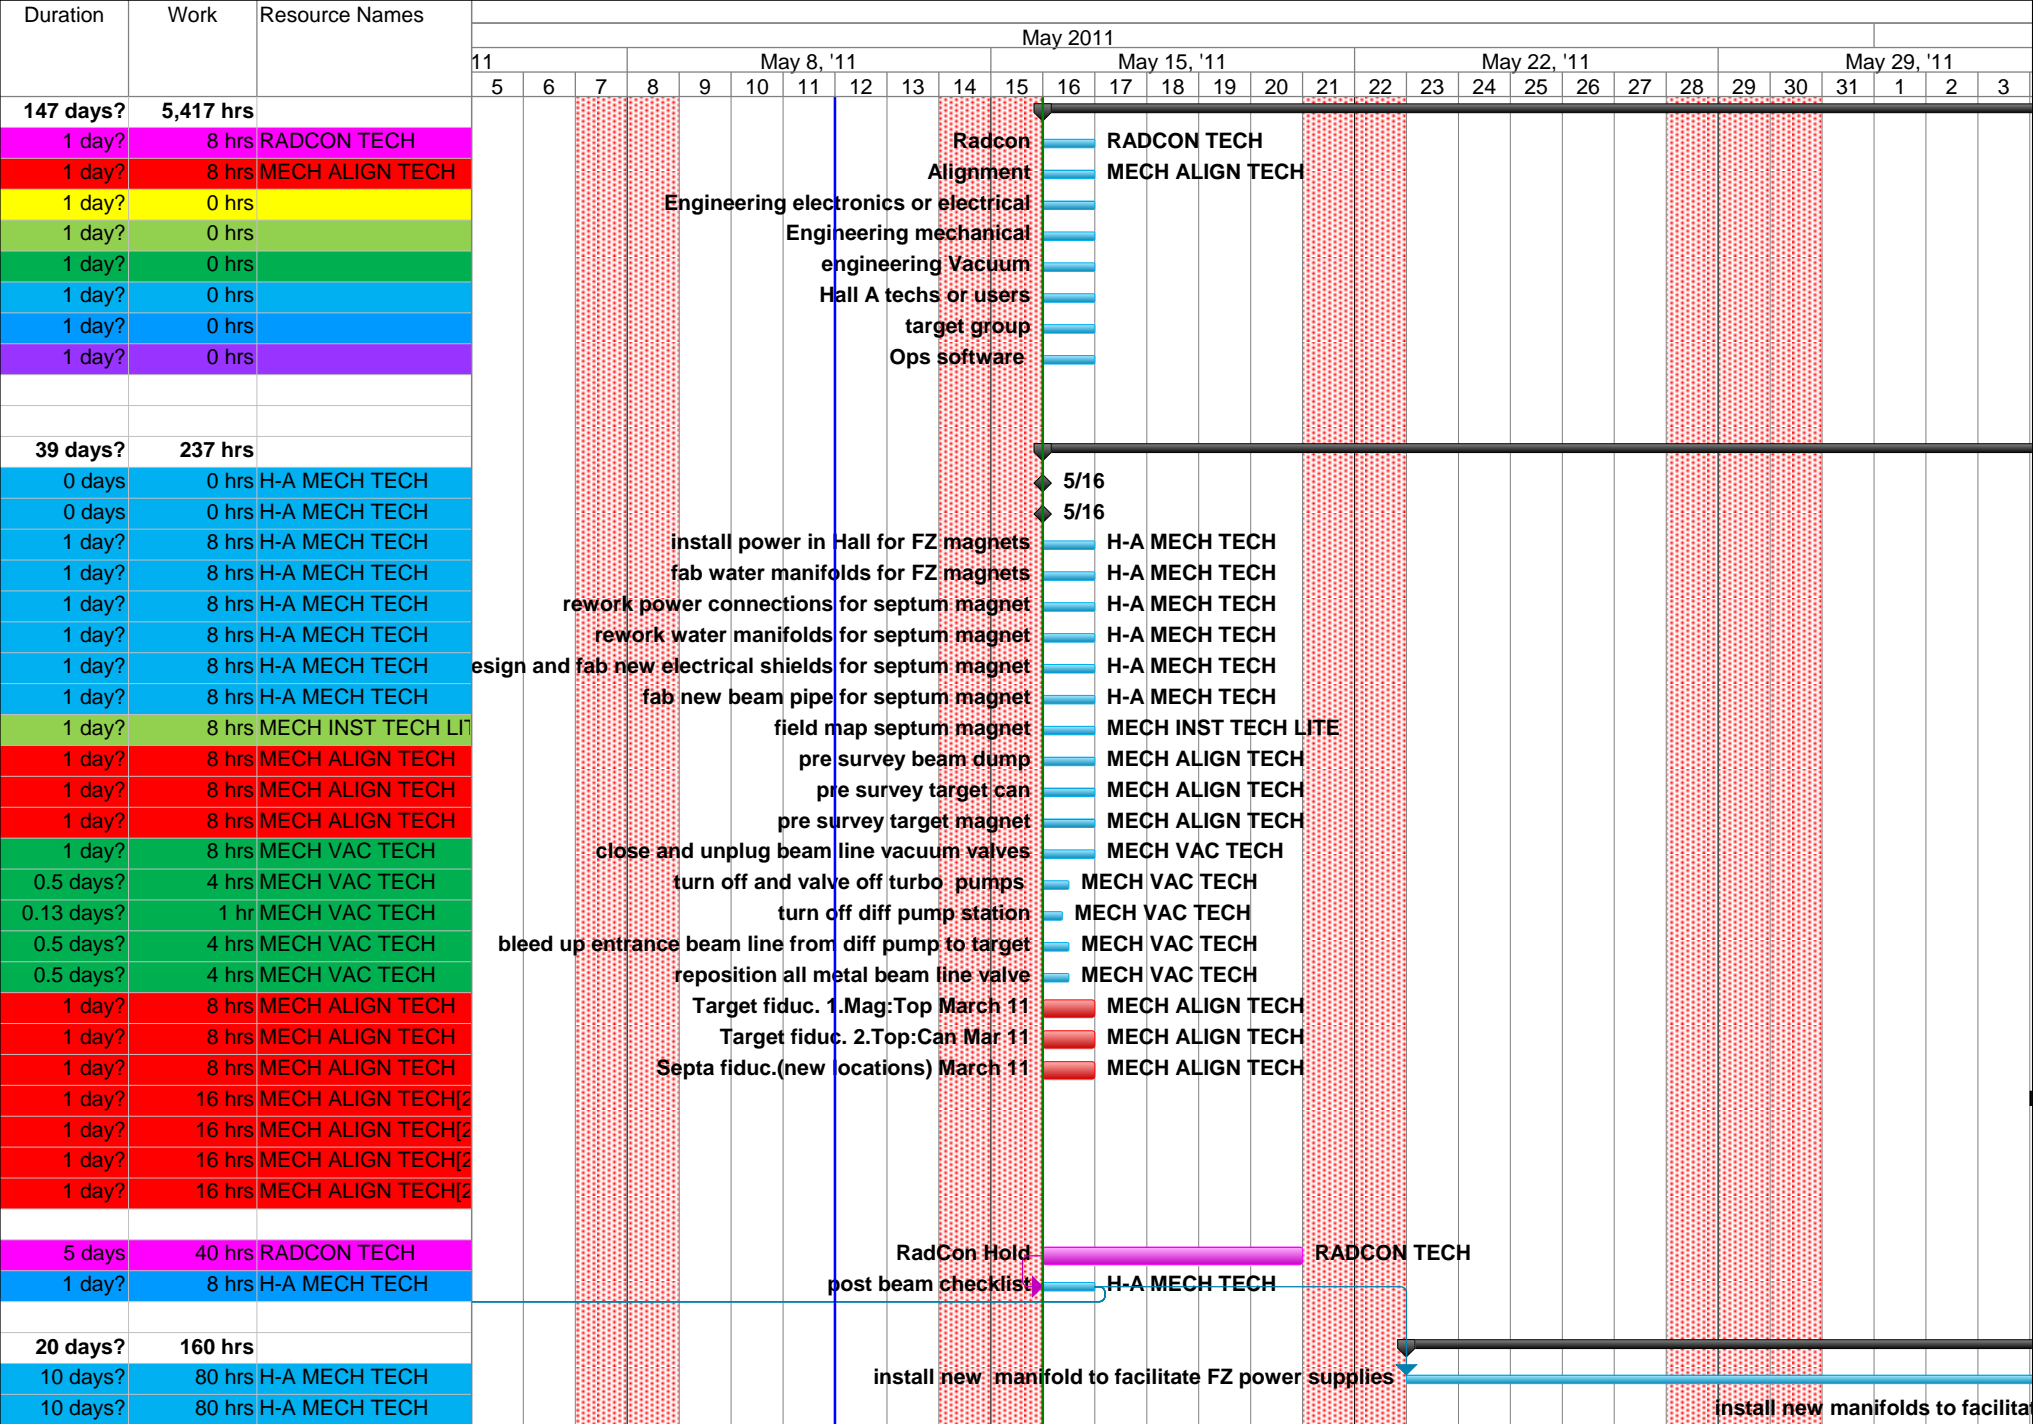 Duration Work Resource Names
May 2011
11 May 8, '11 May 15, '11 May 22, '11 May 29, '11
5 6 7 8 9 10 11 12 13 14 15 16 17 18 19 20 21 22 23 24 25 26 27 28 29 30 31 1 2 3
147 days? 5,417 hrs
1 day? 8 hrs RADCON TECH Radcon RADCON TECH
1 day? 8 hrs MECH ALIGN TECH Alignment MECH ALIGN TECH
1 day? 0 hrs Engineering electronics or electrical
1 day? 0 hrs Engineering mechanical
1 day? 0 hrs engineering Vacuum
1 day? 0 hrs Hall A techs or users
1 day? 0 hrs target group
1 day? 0 hrs Ops software
39 days? 237 hrs
0 days 0 hrs H-A MECH TECH 5/16
0 days 0 hrs H-A MECH TECH 5/16
1 day? 8 hrs H-A MECH TECH install power in Hall for FZ magnets H-A MECH TECH
1 day? 8 hrs H-A MECH TECH fab water manifolds for FZ magnets H-A MECH TECH
1 day? 8 hrs H-A MECH TECH rework power connections for septum magnet H-A MECH TECH
1 day? 8 hrs H-A MECH TECH rework water manifolds for septum magnet H-A MECH TECH
1 day? 8 hrs H-A MECH TECH esign and fab new electrical shields for septum magnet H-A MECH TECH
1 day? 8 hrs H-A MECH TECH fab new beam pipe for septum magnet H-A MECH TECH
1 day? 8 hrs MECH INST TECH LIT field map septum magnet MECH INST TECH LITE
1 day? 8 hrs MECH ALIGN TECH pre survey beam dump MECH ALIGN TECH
1 day? 8 hrs MECH ALIGN TECH pre survey target can MECH ALIGN TECH
1 day? 8 hrs MECH ALIGN TECH pre survey target magnet MECH ALIGN TECH
1 day? 8 hrs MECH VAC TECH close and unplug beam line vacuum valves MECH VAC TECH
0.5 days? 4 hrs MECH VAC TECH turn off and valve off turbo pumps MECH VAC TECH
0.13 days? 1 hr MECH VAC TECH turn off diff pump station MECH VAC TECH
0.5 days? 4 hrs MECH VAC TECH bleed up entrance beam line from diff pump to target MECH VAC TECH
0.5 days? 4 hrs MECH VAC TECH reposition all metal beam line valve MECH VAC TECH
1 day? 8 hrs MECH ALIGN TECH Target fiduc. 1.Mag:Top March 11 MECH ALIGN TECH
1 day? 8 hrs MECH ALIGN TECH Target fiduc. 2.Top:Can Mar 11 MECH ALIGN TECH
1 day? 8 hrs MECH ALIGN TECH Septa fiduc.(new locations) March 11 MECH ALIGN TECH
1 day? 16 hrs MECH ALIGN TECH[2
1 day? 16 hrs MECH ALIGN TECH[2
1 day? 16 hrs MECH ALIGN TECH[2
1 day? 16 hrs MECH ALIGN TECH[2
5 days 40 hrs RADCON TECH RadCon Hold RADCON TECH
1 day? 8 hrs H-A MECH TECH post beam checklist H-A MECH TECH
20 days? 160 hrs
10 days? 80 hrs H-A MECH TECH install new manifold to facilitate FZ power supplies
10 days? 80 hrs H-A MECH TECH install new manifolds to facilita